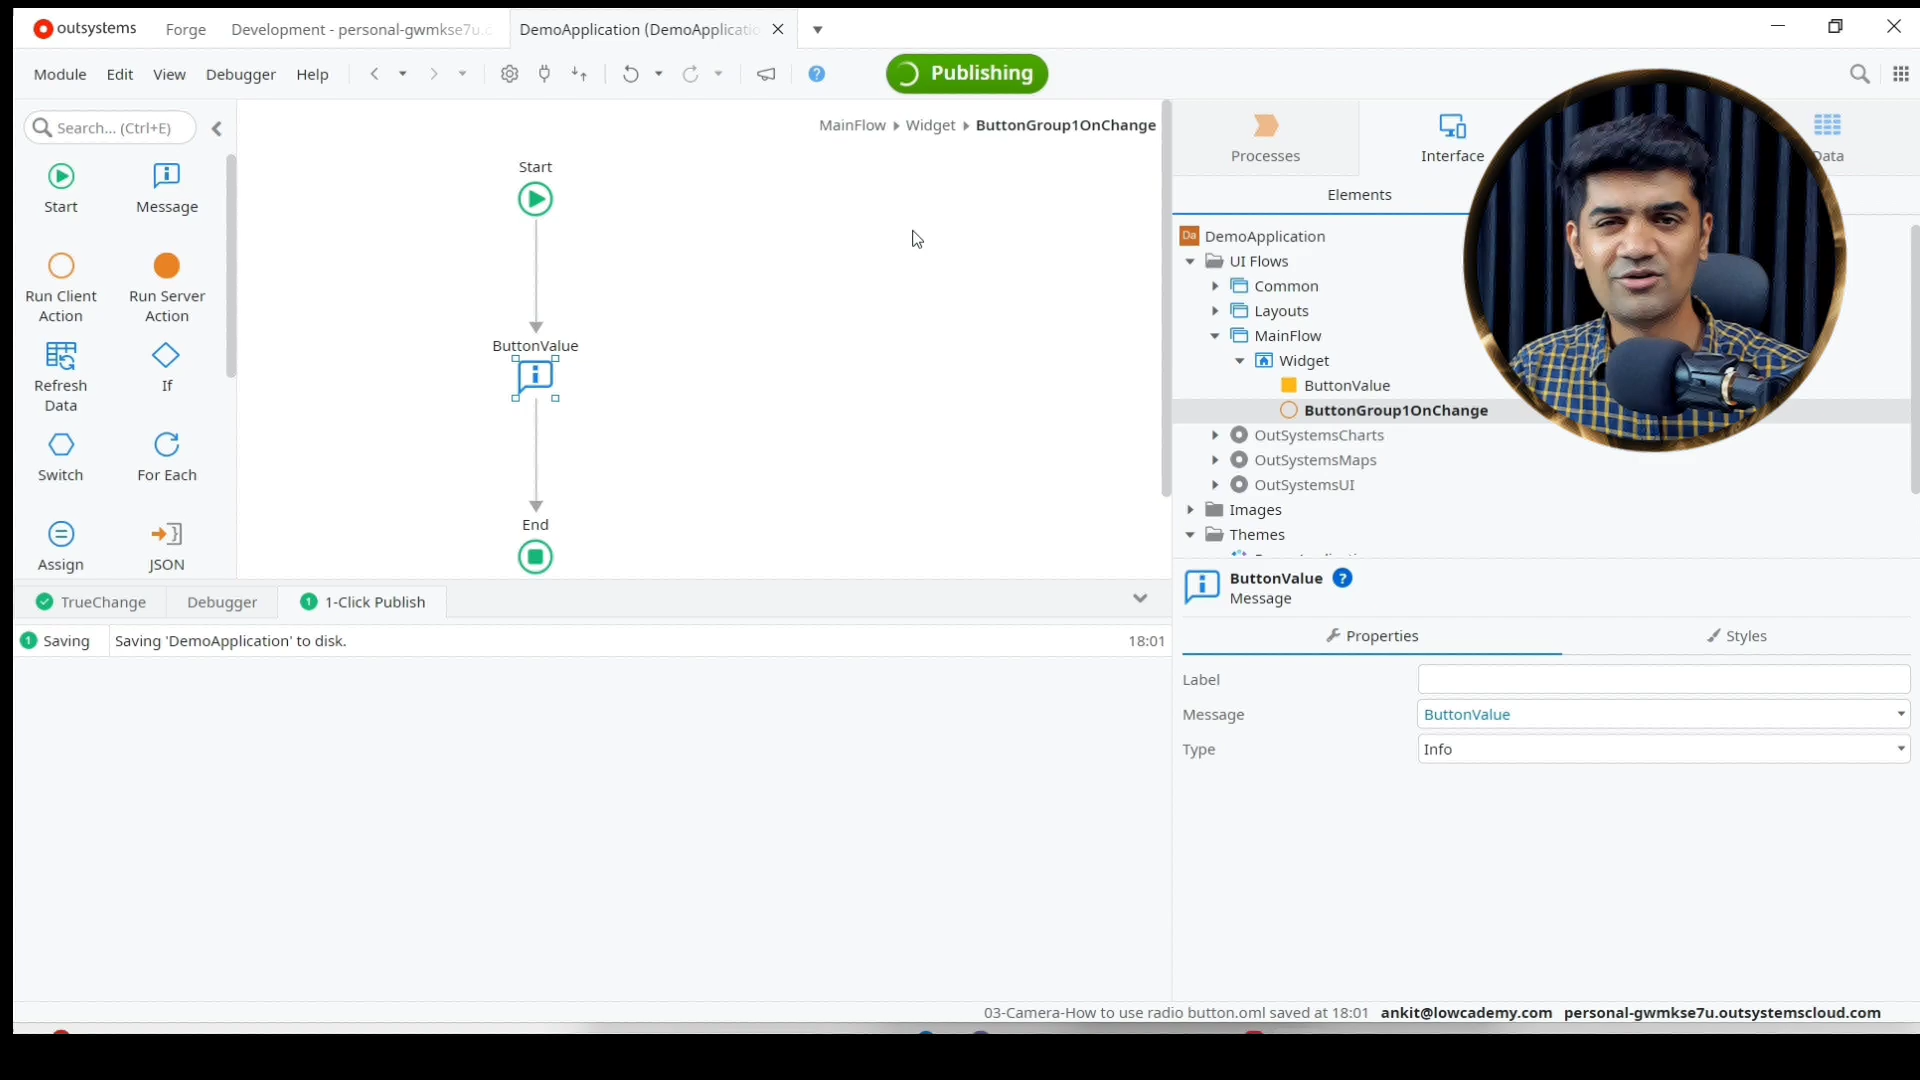 outsystems
Forge
Development - personal-gwmkse7u.o
DemoApplication (DemoApplicatio
Module
Edit
View
Debugger
Help
Publishing
Search... (Ctrl+E)
Start
Message
Run Client Action
Run Server Action
Refresh Data
If
Switch
For Each
Assign
JSON
MainFlow
Widget
ButtonGroup1OnChange
Start
ButtonValue
End
Processes
Interface
Data
Elements
Da
DemoApplication
UI Flows
Common
Layouts
MainFlow
Widget
ButtonValue
ButtonGroup1OnChange
OutSystemsCharts
OutSystemsMaps
OutSystemsUI
Images
Themes
ButtonValue
Message
Properties
Styles
Label
Message
ButtonValue
Type
Info
TrueChange
Debugger
1 1-Click Publish
1 Saving
Saving 'DemoApplication' to disk.
18:01
03-Camera-How to use radio button.oml saved at 18:01
ankit@lowcademy.com
personal-gwmkse7u.outsystemscloud.com